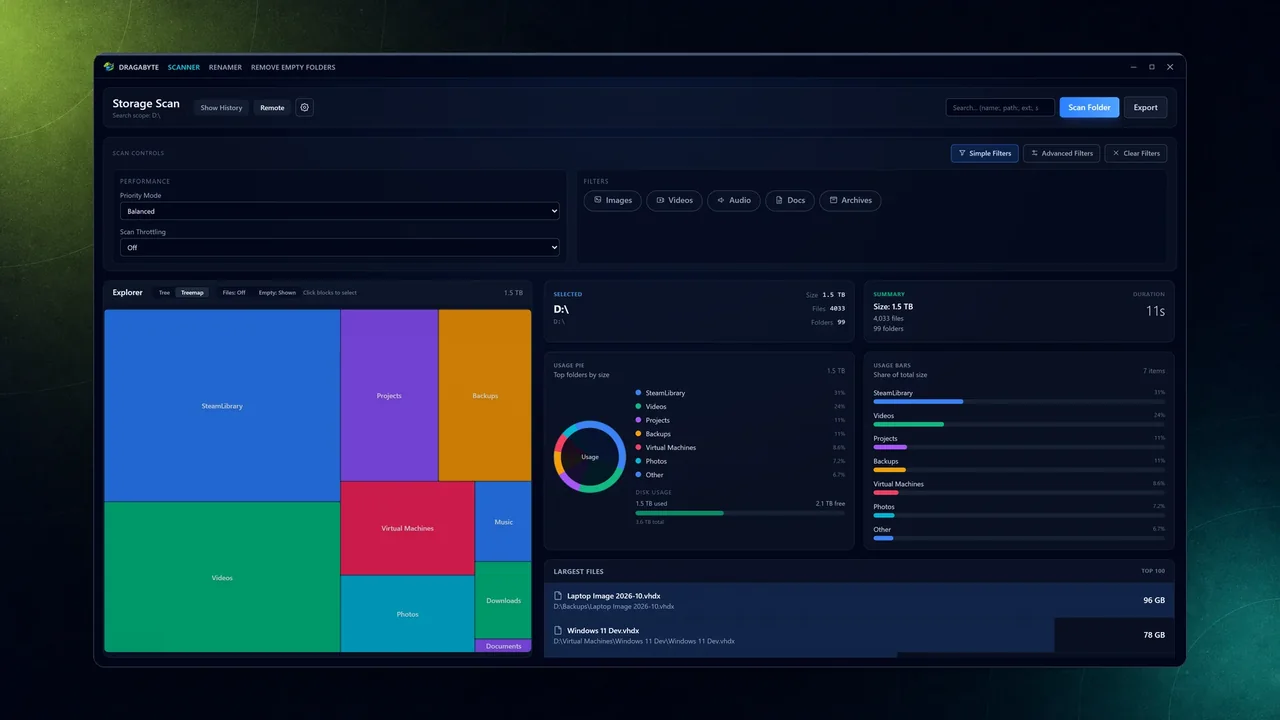 DRAGABYTE SCANNER RENAMER REMOVE EMPTY FOLDERS
Storage Scan
Search scope: D:\
Show History
Remote
Search... (name:, path:, ext:, s
Scan Folder
Export
SCAN CONTROLS
Simple Filters
Advanced Filters
Clear Filters
PERFORMANCE
Priority Mode
Balanced
Scan Throttling
Off
FILTERS
Images
Videos
Audio
Docs
Archives
Explorer
Tree
Treemap
Files: Off
Empty: Shown
Click blocks to select
1.5 TB
SteamLibrary
Projects
Backups
Videos
Virtual Machines
Music
Photos
Downloads
Documents
SELECTED
D:\
D:\
Size 1.5 TB
Files 4033
Folders 99
SUMMARY
Size: 1.5 TB
4,033 files
99 folders
DURATION
11s
USAGE PIE
Top folders by size
1.5 TB
Usage
SteamLibrary 31%
Videos 24%
Projects 11%
Backups 11%
Virtual Machines 8.6%
Photos 7.2%
Other 6.7%
DISK USAGE
1.5 TB used 2.1 TB free
3.6 TB total
USAGE BARS
Share of total size
7 items
SteamLibrary 31%
Videos 24%
Projects 11%
Backups 11%
Virtual Machines 8.6%
Photos 7.2%
Other 6.7%
LARGEST FILES
TOP 100
Laptop Image 2026-10.vhdx
D:\Backups\Laptop Image 2026-10.vhdx
96 GB
Windows 11 Dev.vhdx
D:\Virtual Machines\Windows 11 Dev\Windows 11 Dev.vhdx
78 GB